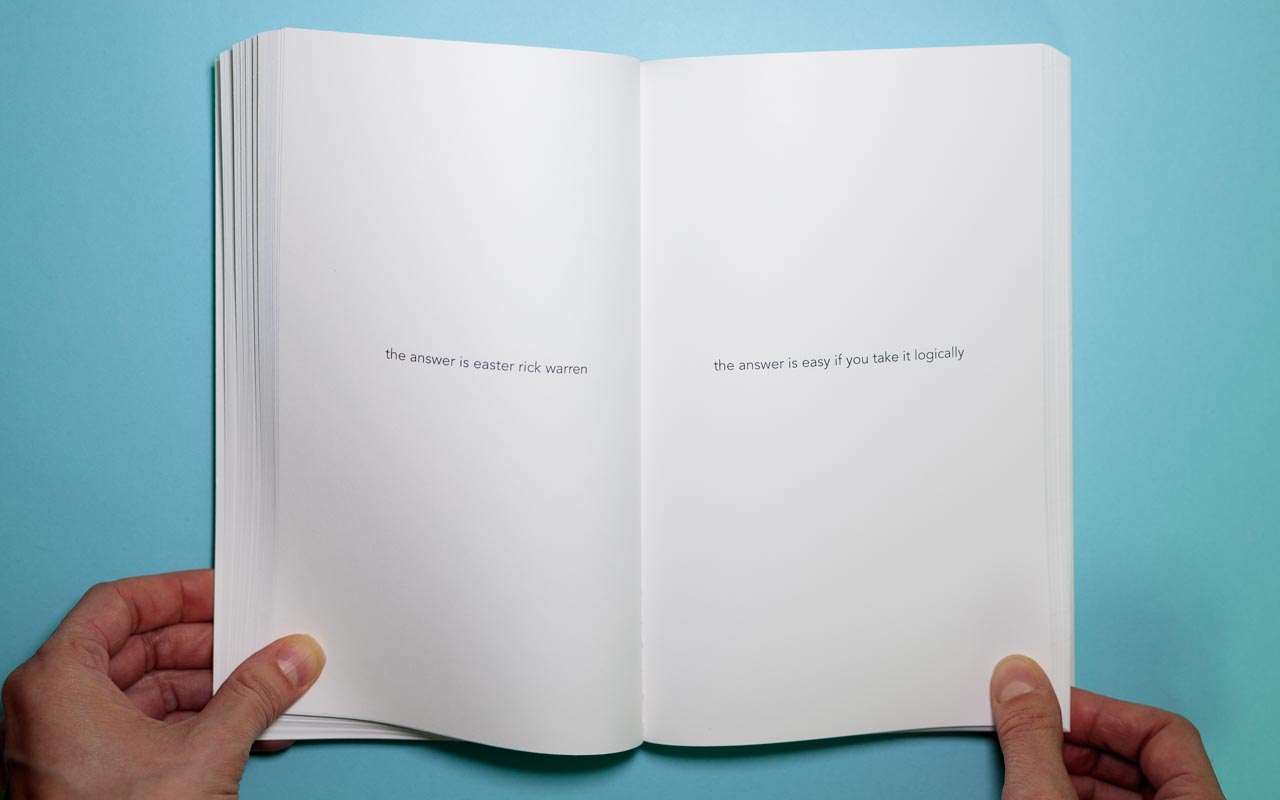 the answer is easter rick warren
the answer is easy if you take it logically